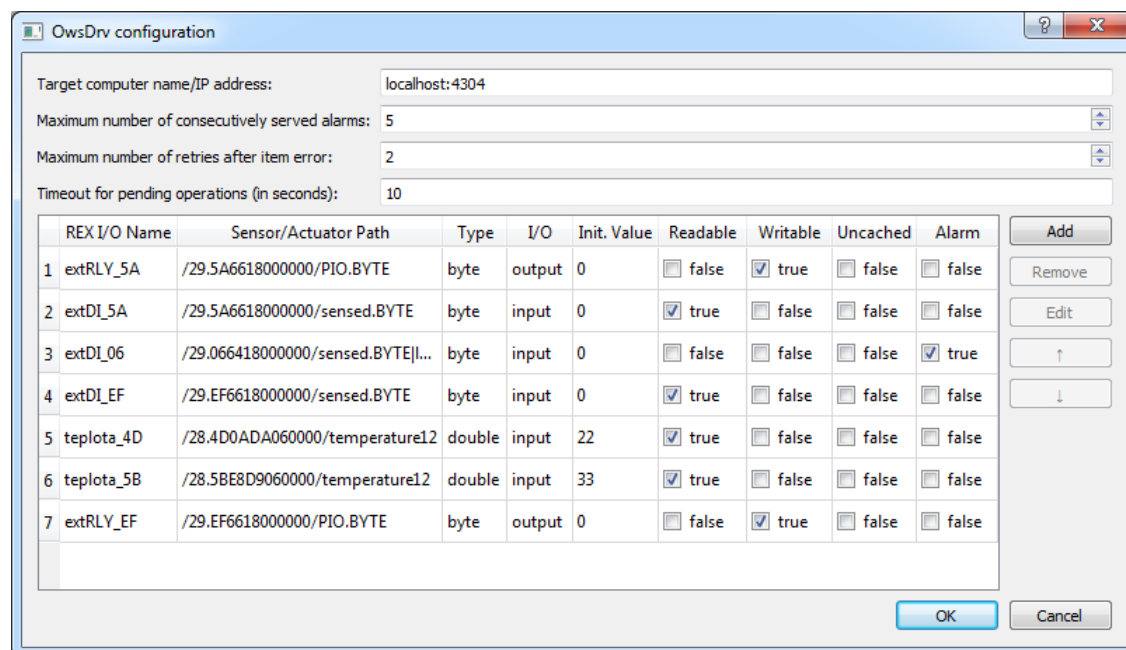 OwsDrv configuration
Target computer name/IP address: localhost:4304
Maximum number of consecutively served alarms: 5
Maximum number of retries after item error: 2
Timeout for pending operations (in seconds): 10
REX I/O Name Sensor/Actuator Path Type I/O Init. Value Readable Writable Uncached Alarm Add
1 extRLY_5A /29.5A6618000000/PIO.BYTE byte output 0 false true false false Remove
2 extDI_5A /29.5A6618000000/sensed.BYTE byte input 0 true false false false Edit
3 extDI_06 /29.066418000000/sensed.BYTE|l... byte input 0 false false false true ↑
4 extDI_EF /29.EF6618000000/sensed.BYTE byte input 0 true false false false ↓
5 teplota_4D /28.4D0ADA060000/temperature12 double input 22 true false false false
6 teplota_5B /28.5BE8D9060000/temperature12 double input 33 true false false false
7 extRLY_EF /29.EF6618000000/PIO.BYTE byte output 0 false true false false
OK Cancel